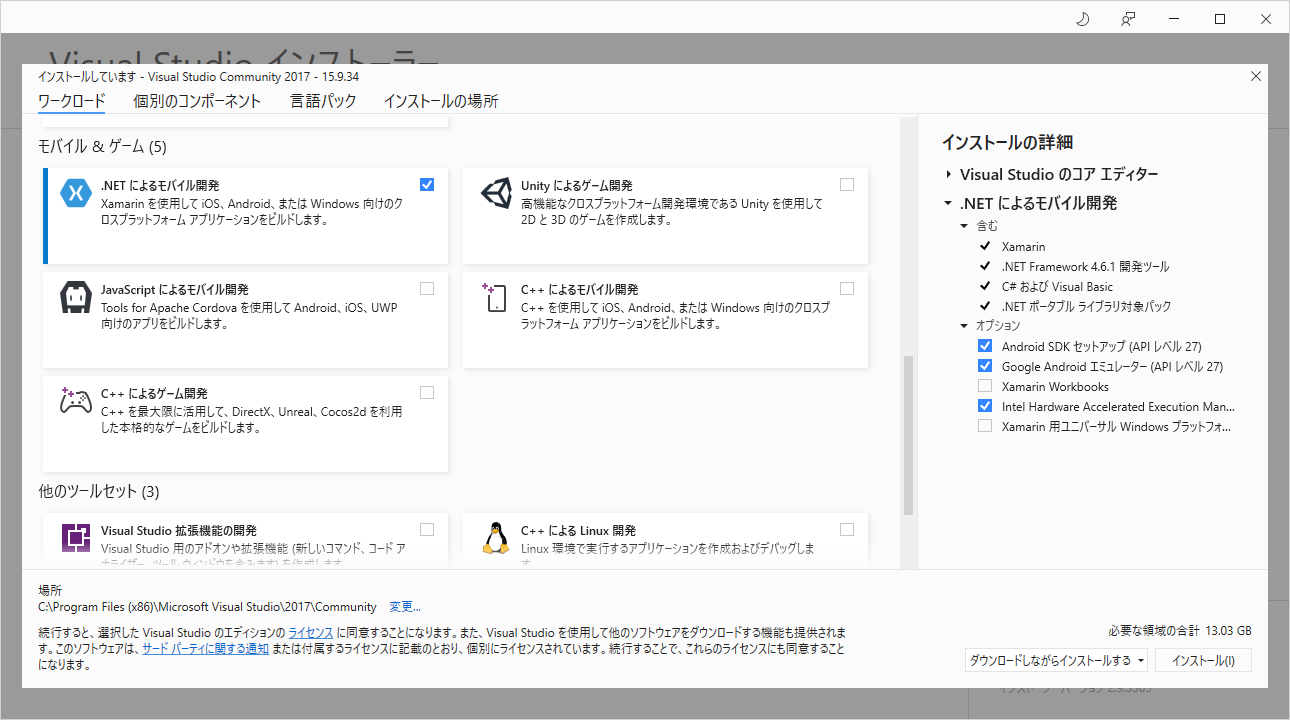 Visual Studio インストーラー
インストールしています - Visual Studio Community 2017 - 15.9.34
ワークロード 個別のコンポーネント 言語パック インストールの場所
モバイル & ゲーム (5)
.NET によるモバイル開発
Xamarin を使用して iOS、Android、または Windows 向けのク
ロスプラットフォーム アプリケーションをビルドします。
Unity によるゲーム開発
高機能なクロスプラットフォーム開発環境である Unity を使用して
2D と 3D のゲームを作成します。
JavaScript によるモバイル開発
Tools for Apache Cordova を使用して Android、iOS、UWP
向けのアプリをビルドします。
C++ によるモバイル開発
C++ を使用して iOS、Android、または Windows 向けのクロスプ
ラットフォーム アプリケーションをビルドします。
C++ によるゲーム開発
C++ を最大限に活用して、DirectX、Unreal、Cocos2d を利用
した本格的なゲームをビルドします。
他のツールセット (3)
Visual Studio 拡張機能の開発
Visual Studio 用のアドオンや拡張機能 (新しいコマンド、コード ア
ナライザー、ツール ウィンドウを含みます) を作成します。
C++ による Linux 開発
Linux 環境で実行するアプリケーションを作成およびデバッグしま
す。
インストールの詳細
Visual Studio のコア エディター
.NET によるモバイル開発
含む
Xamarin
.NET Framework 4.6.1 開発ツール
C# および Visual Basic
.NET ポータブル ライブラリ対象パック
オプション
Android SDK セットアップ (API レベル 27)
Google Android エミュレーター (API レベル 27)
Xamarin Workbooks
Intel Hardware Accelerated Execution Man...
Xamarin 用ユニバーサル Windows プラットフォ...
場所
C:\Program Files (x86)\Microsoft Visual Studio\2017\Community 変更...
続行すると、選択した Visual Studio のエディションの ライセンス に同意することになります。また、Visual Studio を使用して他のソフトウェアをダウンロードする機能も提供されま
す。このソフトウェアは、サード パーティに関する通知 または付属するライセンスに記載のとおり、個別にライセンスされています。続行することで、これらのライセンスにも同意すること
になります。
必要な領域の合計 13.03 GB
ダウンロードしながらインストールする インストール(I)